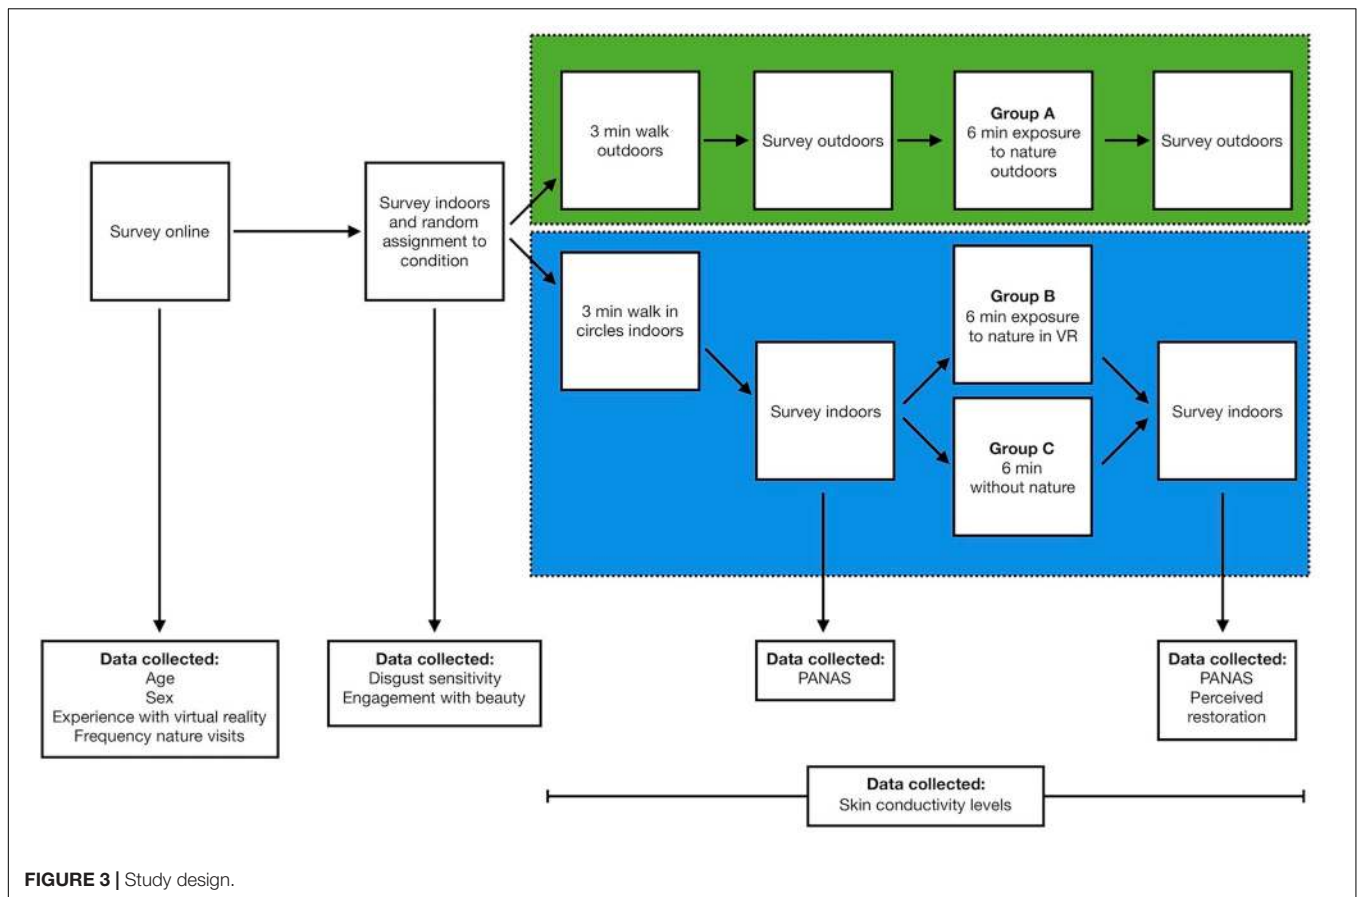 3 min walk
outdoors
Survey outdoors
Group A
6 min exposure
to nature
outdoors
Survey outdoors
Survey online
Survey indoors
and random
assignment to
condition
3 min walk in
circles indoors
Survey indoors
Group B
6 min exposure
to nature in VR
Group C
6 min
without nature
Survey indoors
Data collected:
Age
Sex
Experience with virtual reality
Frequency nature visits
Data collected:
Disgust sensitivity
Engagement with beauty
Data collected:
PANAS
Data collected:
PANAS
Perceived
restoration
Data collected:
Skin conductivity levels
FIGURE 3 | Study design.